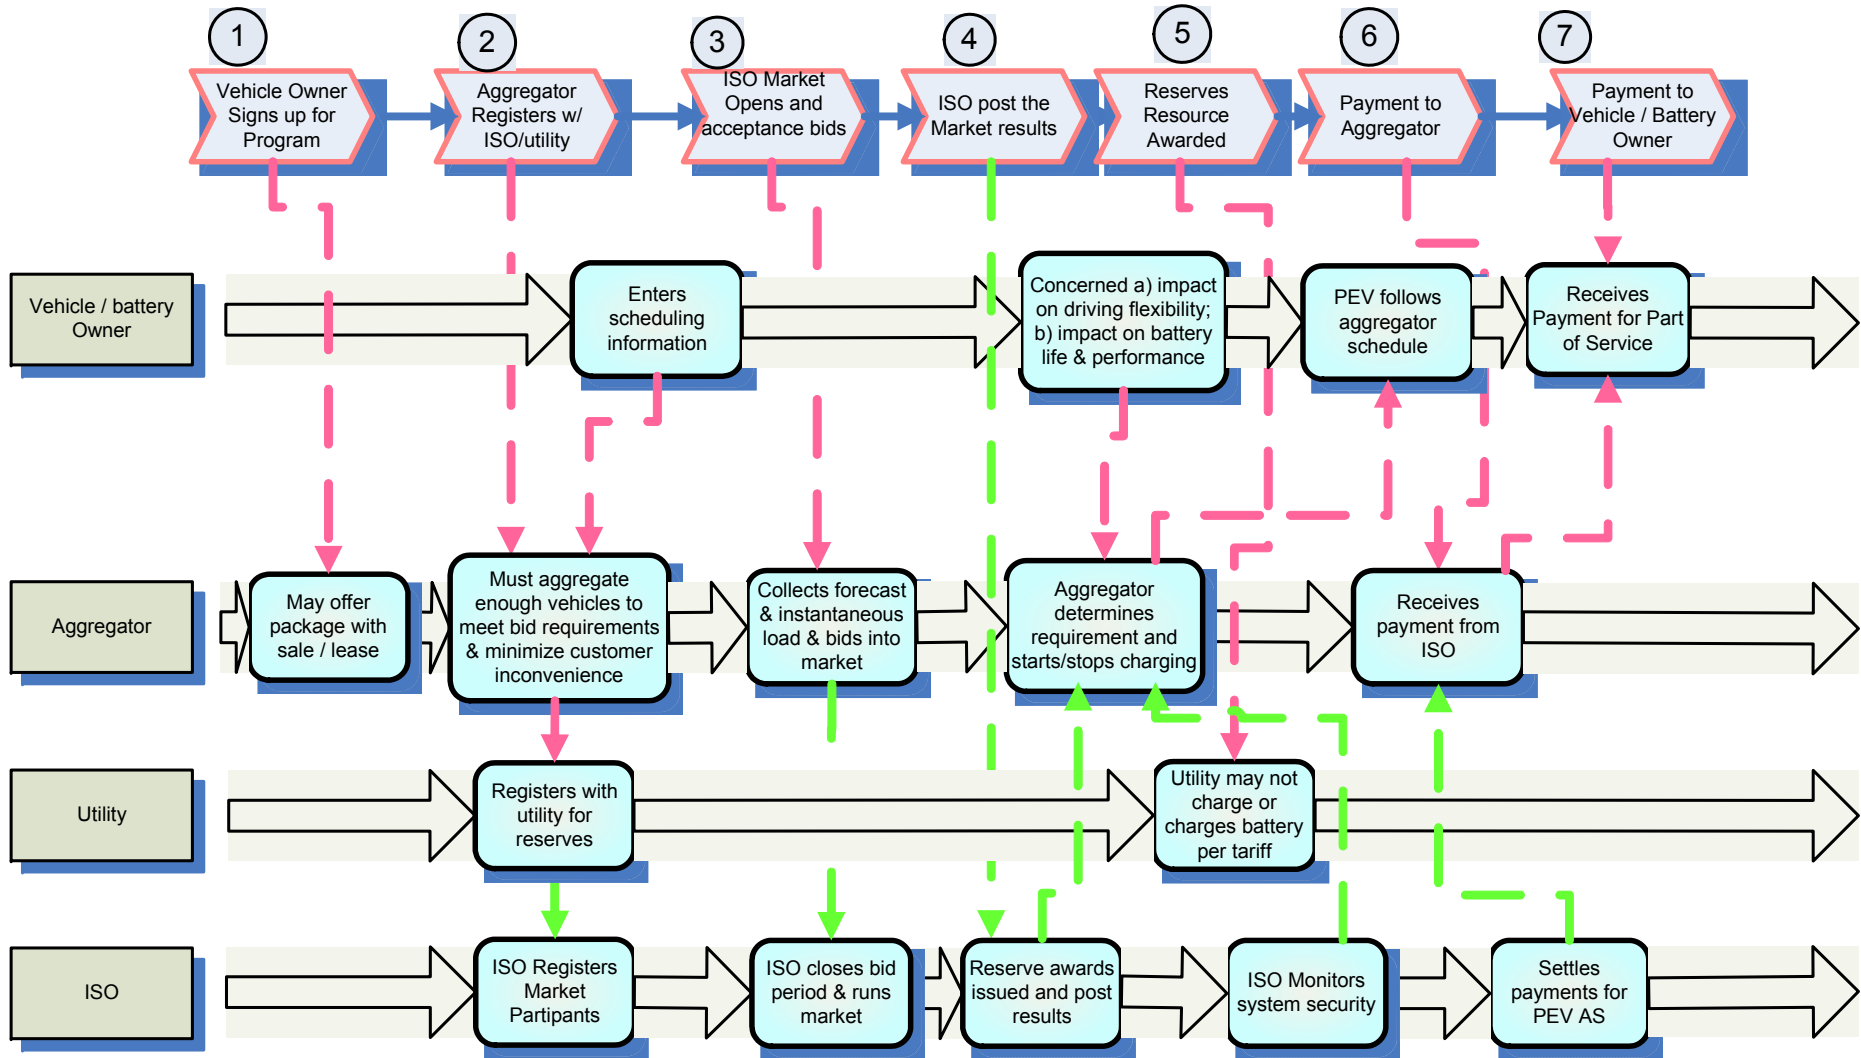 1
2
3
4
5
6
7
Vehicle Owner
Signs up for
Program
Aggregator
Registers w/
ISO/utility
ISO Market
Opens and
acceptance bids
ISO post the
Market results
Reserves
Resource
Awarded
Payment to
Aggregator
Payment to
Vehicle / Battery
Owner
Vehicle / battery
Owner
Enters
scheduling
information
Concerned a) impact
on driving flexibility;
b) impact on battery
life & performance
PEV follows
aggregator
schedule
Receives
Payment for Part
of Service
Aggregator
May offer
package with
sale / lease
Must aggregate
enough vehicles to
meet bid requirements
& minimize customer
inconvenience
Collects forecast
& instantaneous
load & bids into
market
Aggregator
determines
requirement and
starts/stops charging
Receives
payment from
ISO
Utility
Registers with
utility for
reserves
Utility may not
charge or
charges battery
per tariff
ISO
ISO Registers
Market
Partipants
ISO closes bid
period & runs
market
Reserve awards
issued and post
results
ISO Monitors
system security
Settles
payments for
PEV AS